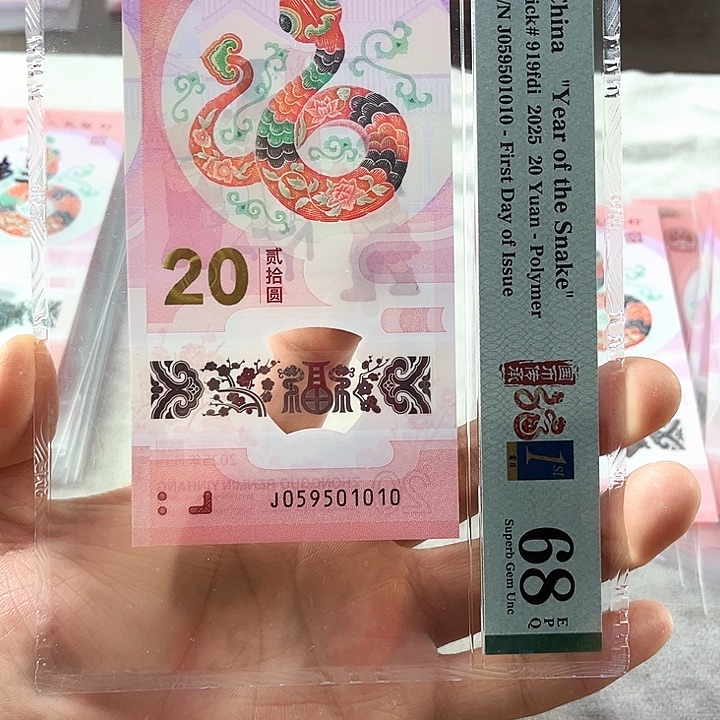 20
贰拾圆
J059501010
China "Year of the Snake"
ick# 919fdi 2025 20 Yuan - Polymer
/N J059501010 - First Day of Issue
1st
68
EPQ
Superb Gem Unc